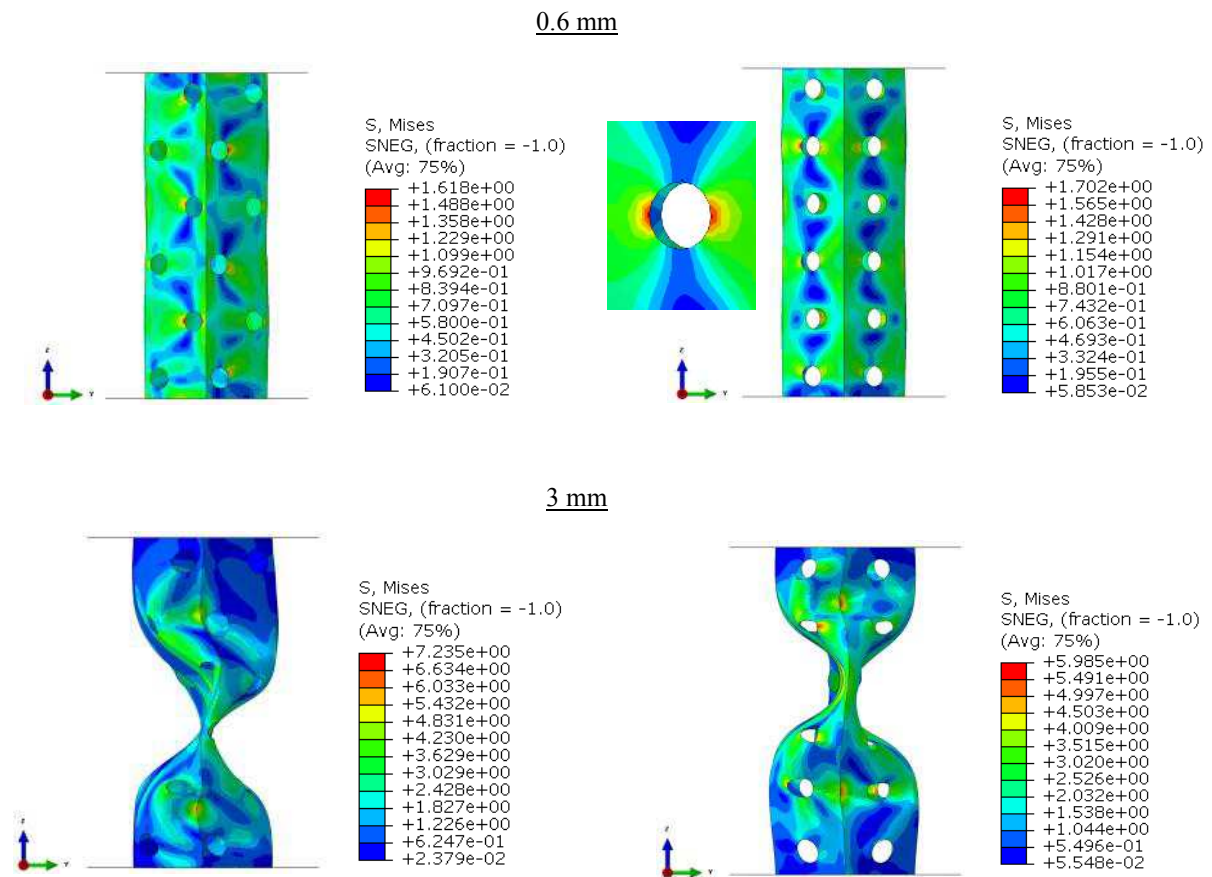 0.6 mm
S, Mises
SNEG, (fraction = -1.0)
(Avg: 75%)
+1.618e+00
+1.488e+00
+1.358e+00
+1.229e+00
+1.099e+00
+9.692e-01
+8.394e-01
+7.097e-01
+5.800e-01
+4.502e-01
+3.205e-01
+1.907e-01
+6.100e-02
Z
Y
S, Mises
SNEG, (fraction = -1.0)
(Avg: 75%)
+1.702e+00
+1.565e+00
+1.428e+00
+1.291e+00
+1.154e+00
+1.017e+00
+8.801e-01
+7.432e-01
+6.063e-01
+4.693e-01
+3.324e-01
+1.955e-01
+5.853e-02
Z
Y
3 mm
S, Mises
SNEG, (fraction = -1.0)
(Avg: 75%)
+7.235e+00
+6.634e+00
+6.033e+00
+5.432e+00
+4.831e+00
+4.230e+00
+3.629e+00
+3.029e+00
+2.428e+00
+1.827e+00
+1.226e+00
+6.247e-01
+2.379e-02
Z
Y
S, Mises
SNEG, (fraction = -1.0)
(Avg: 75%)
+5.985e+00
+5.491e+00
+4.997e+00
+4.503e+00
+4.009e+00
+3.515e+00
+3.020e+00
+2.526e+00
+2.032e+00
+1.538e+00
+1.044e+00
+5.496e-01
+5.548e-02
Z
Y